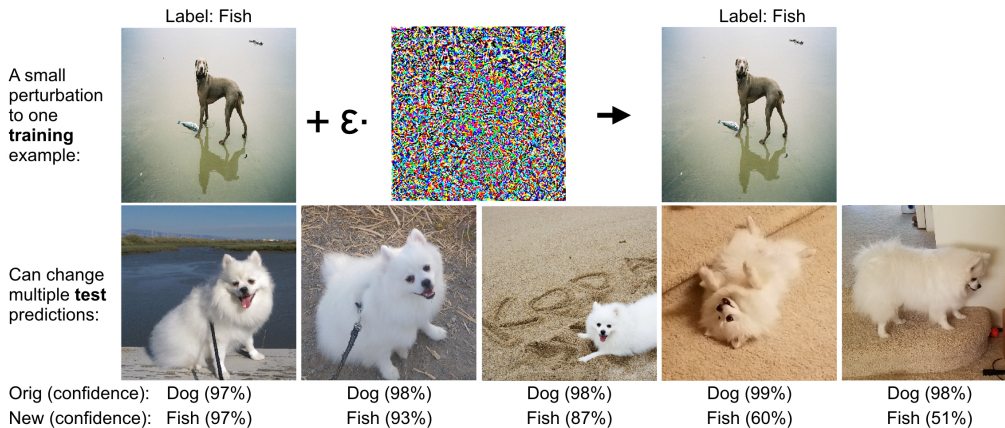 Label: Fish
Label: Fish
A small
perturbation
to one
training
example:
+ ε·
Can change
multiple test
predictions:
Orig (confidence): Dog (97%) Dog (98%) Dog (98%) Dog (99%) Dog (98%)
New (confidence): Fish (97%) Fish (93%) Fish (87%) Fish (60%) Fish (51%)